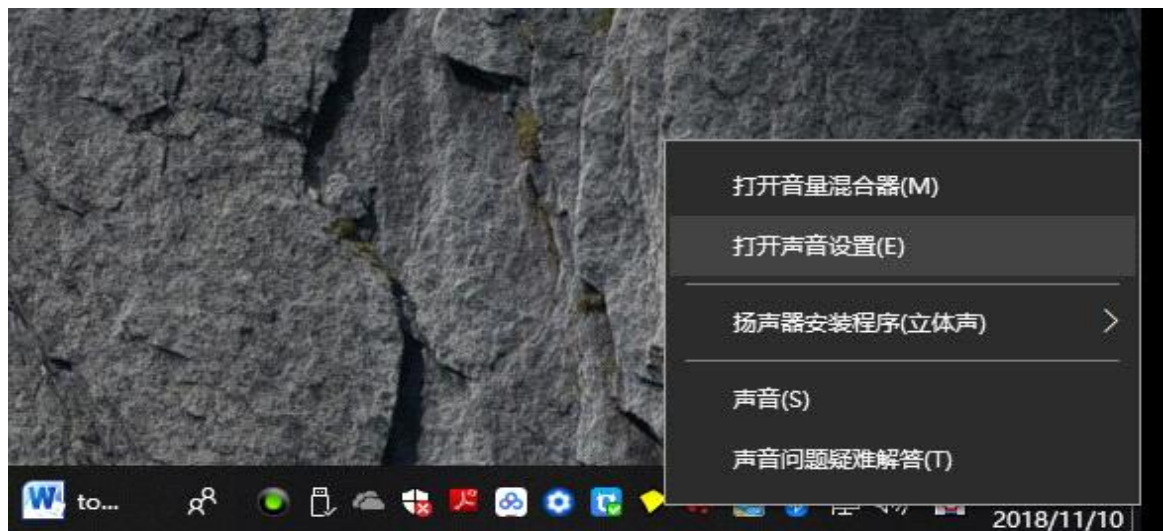 打开音量混合器(M)
打开声音设置(E)
扬声器安装程序(立体声)
声音(S)
声音问题疑难解答(T)
W to...
2018/11/10